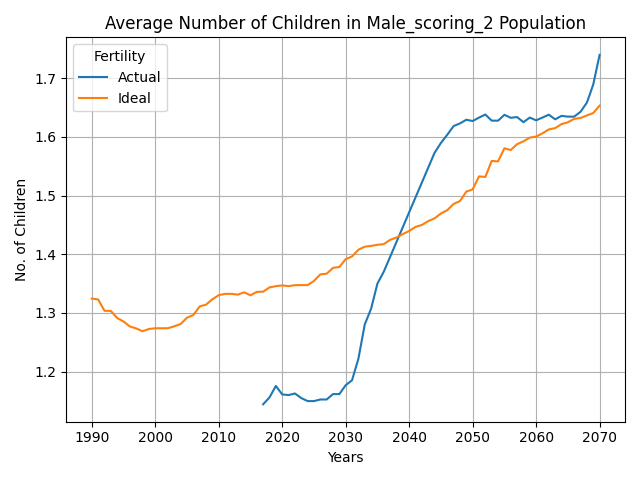 Average Number of Children in Male_scoring_2 Population
Fertility
Actual
Ideal
No. of Children
1.7
1.6
1.5
1.4
1.3
1.2
1990 2000 2010 2020 2030 2040 2050 2060 2070
Years